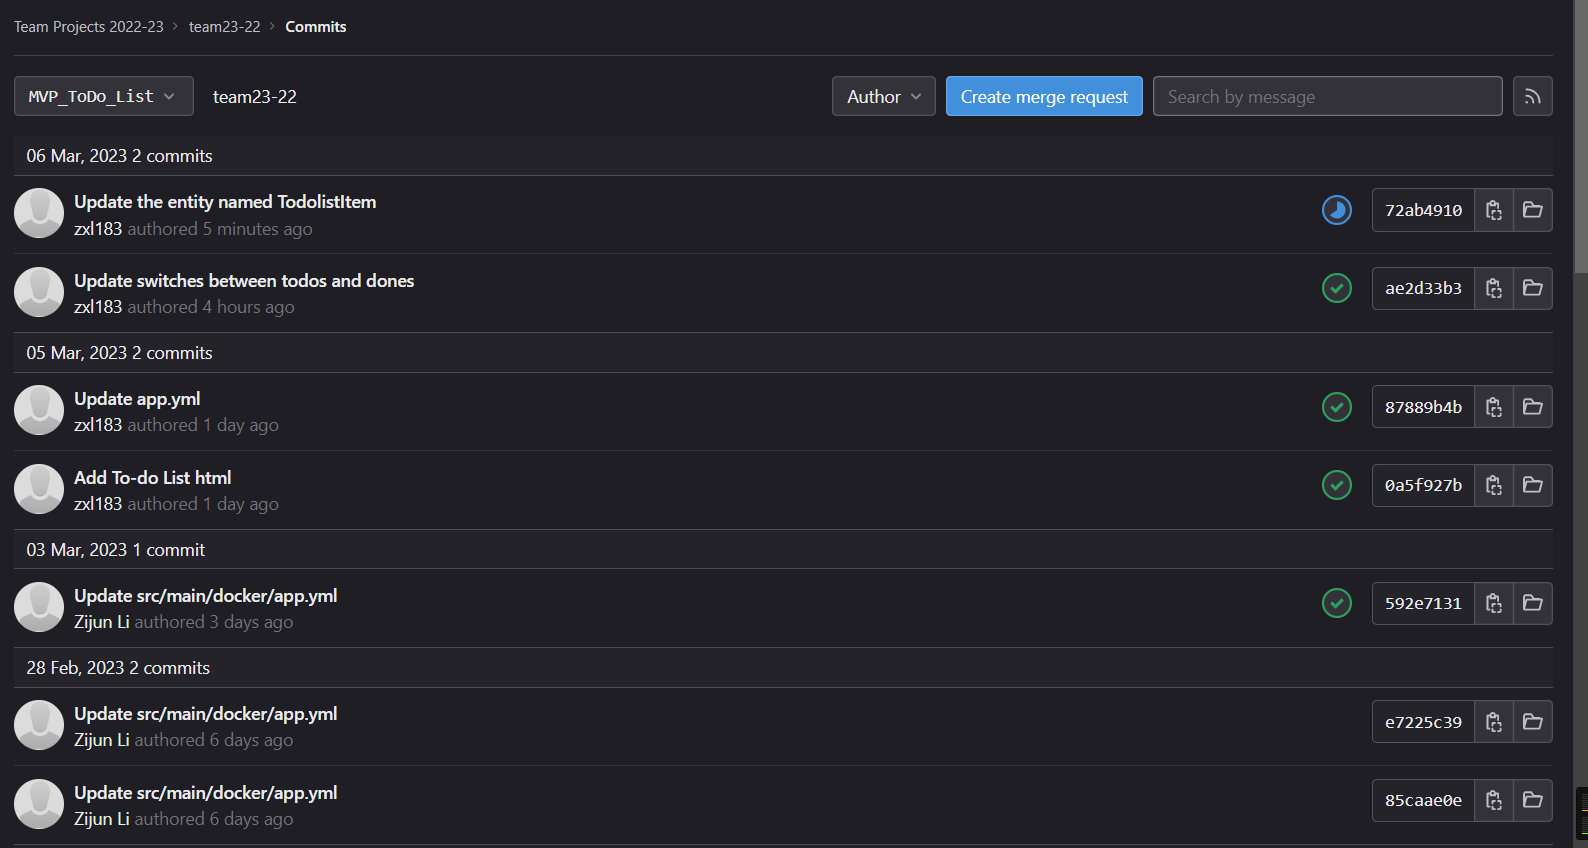 Team Projects 2022-23 > team23-22 > Commits
MVP_ToDo_List team23-22 Author Create merge request Search by message
06 Mar, 2023 2 commits
Update the entity named TodolistItem
zxl183 authored 5 minutes ago
72ab4910
Update switches between todos and dones
zxl183 authored 4 hours ago
ae2d33b3
05 Mar, 2023 2 commits
Update app.yml
zxl183 authored 1 day ago
87889b4b
Add To-do List html
zxl183 authored 1 day ago
0a5f927b
03 Mar, 2023 1 commit
Update src/main/docker/app.yml
Zijun Li authored 3 days ago
592e7131
28 Feb, 2023 2 commits
Update src/main/docker/app.yml
Zijun Li authored 6 days ago
e7225c39
Update src/main/docker/app.yml
Zijun Li authored 6 days ago
85caae0e